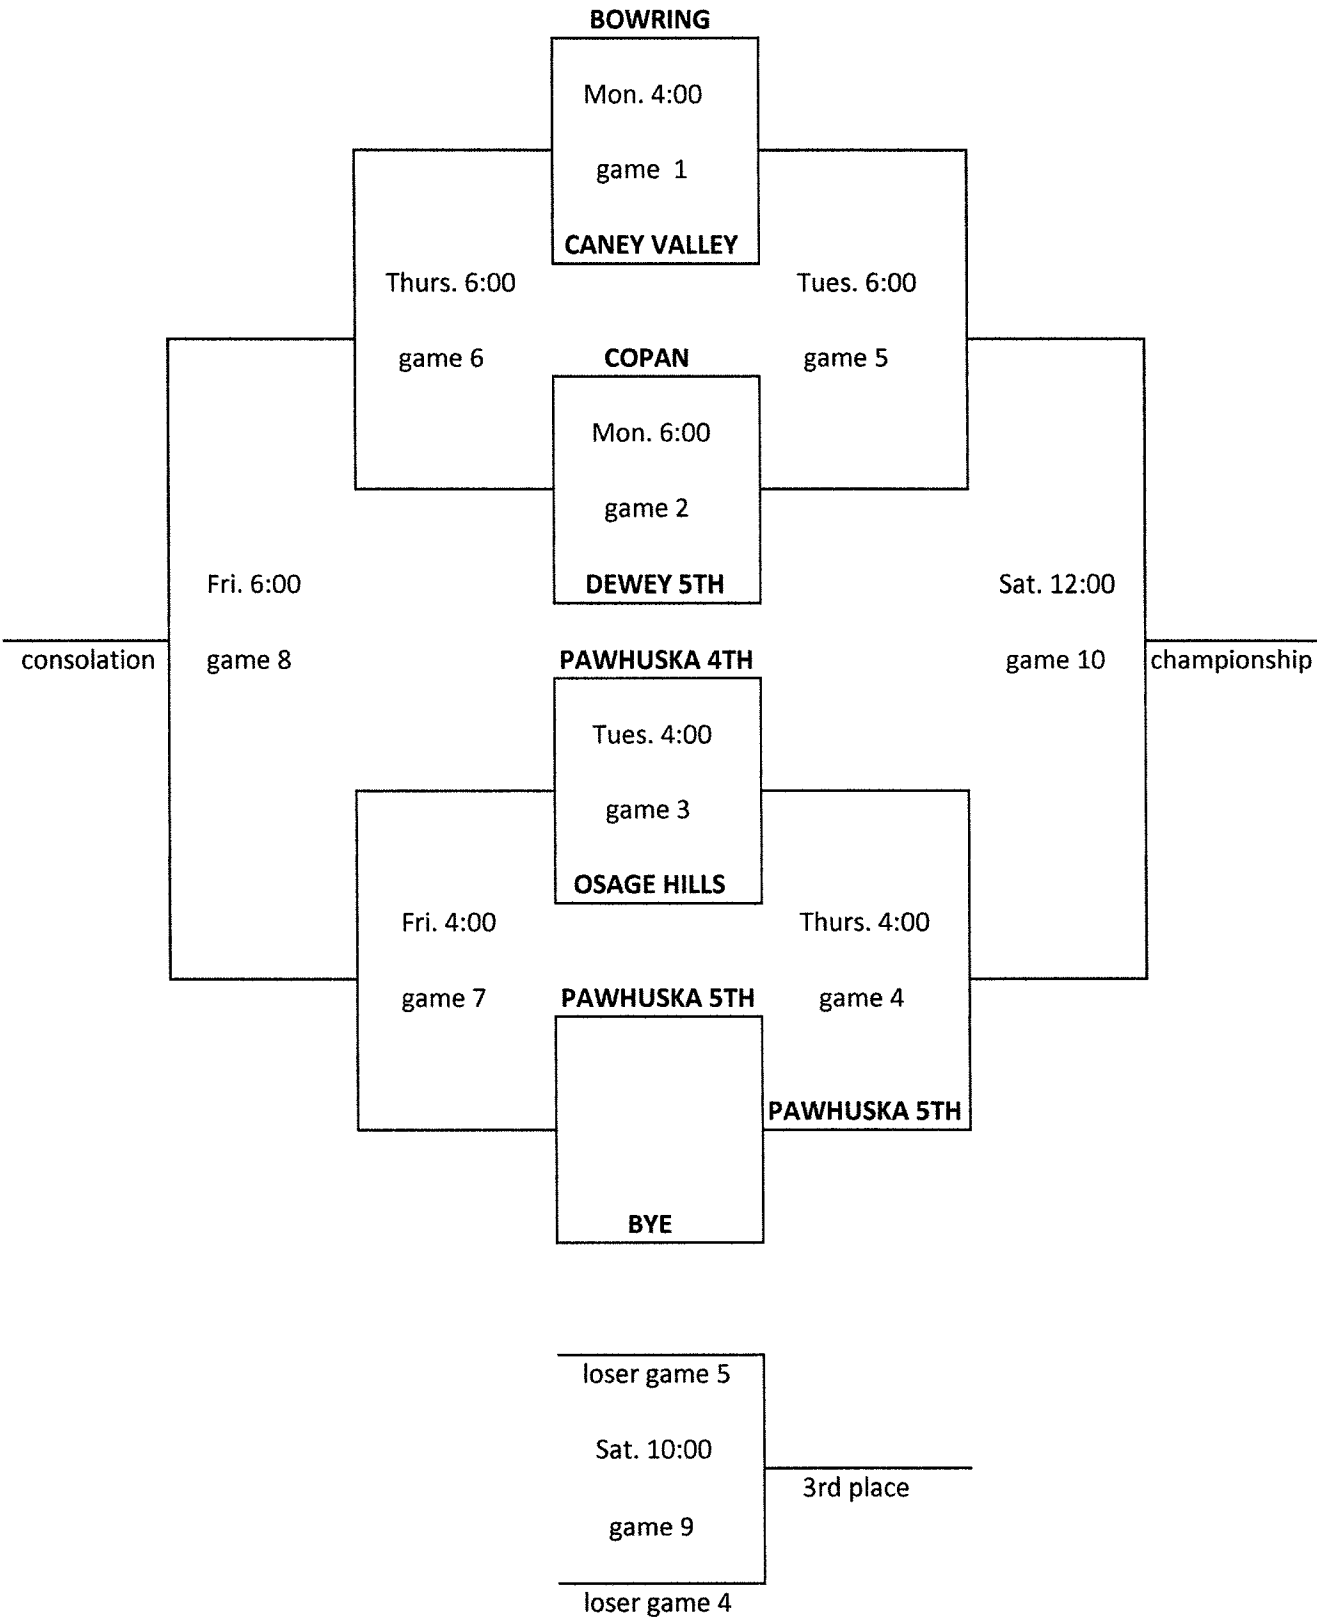 BOWRING
Mon. 4:00
game 1
CANEY VALLEY
Thurs. 6:00
Tues. 6:00
game 6
COPAN
game 5
Mon. 6:00
game 2
DEWEY 5TH
Fri. 6:00
Sat. 12:00
consolation
game 8
PAWHUSKA 4TH
game 10
championship
Tues. 4:00
game 3
OSAGE HILLS
Fri. 4:00
Thurs. 4:00
game 7
PAWHUSKA 5TH
game 4
PAWHUSKA 5TH
BYE
loser game 5
Sat. 10:00
3rd place
game 9
loser game 4